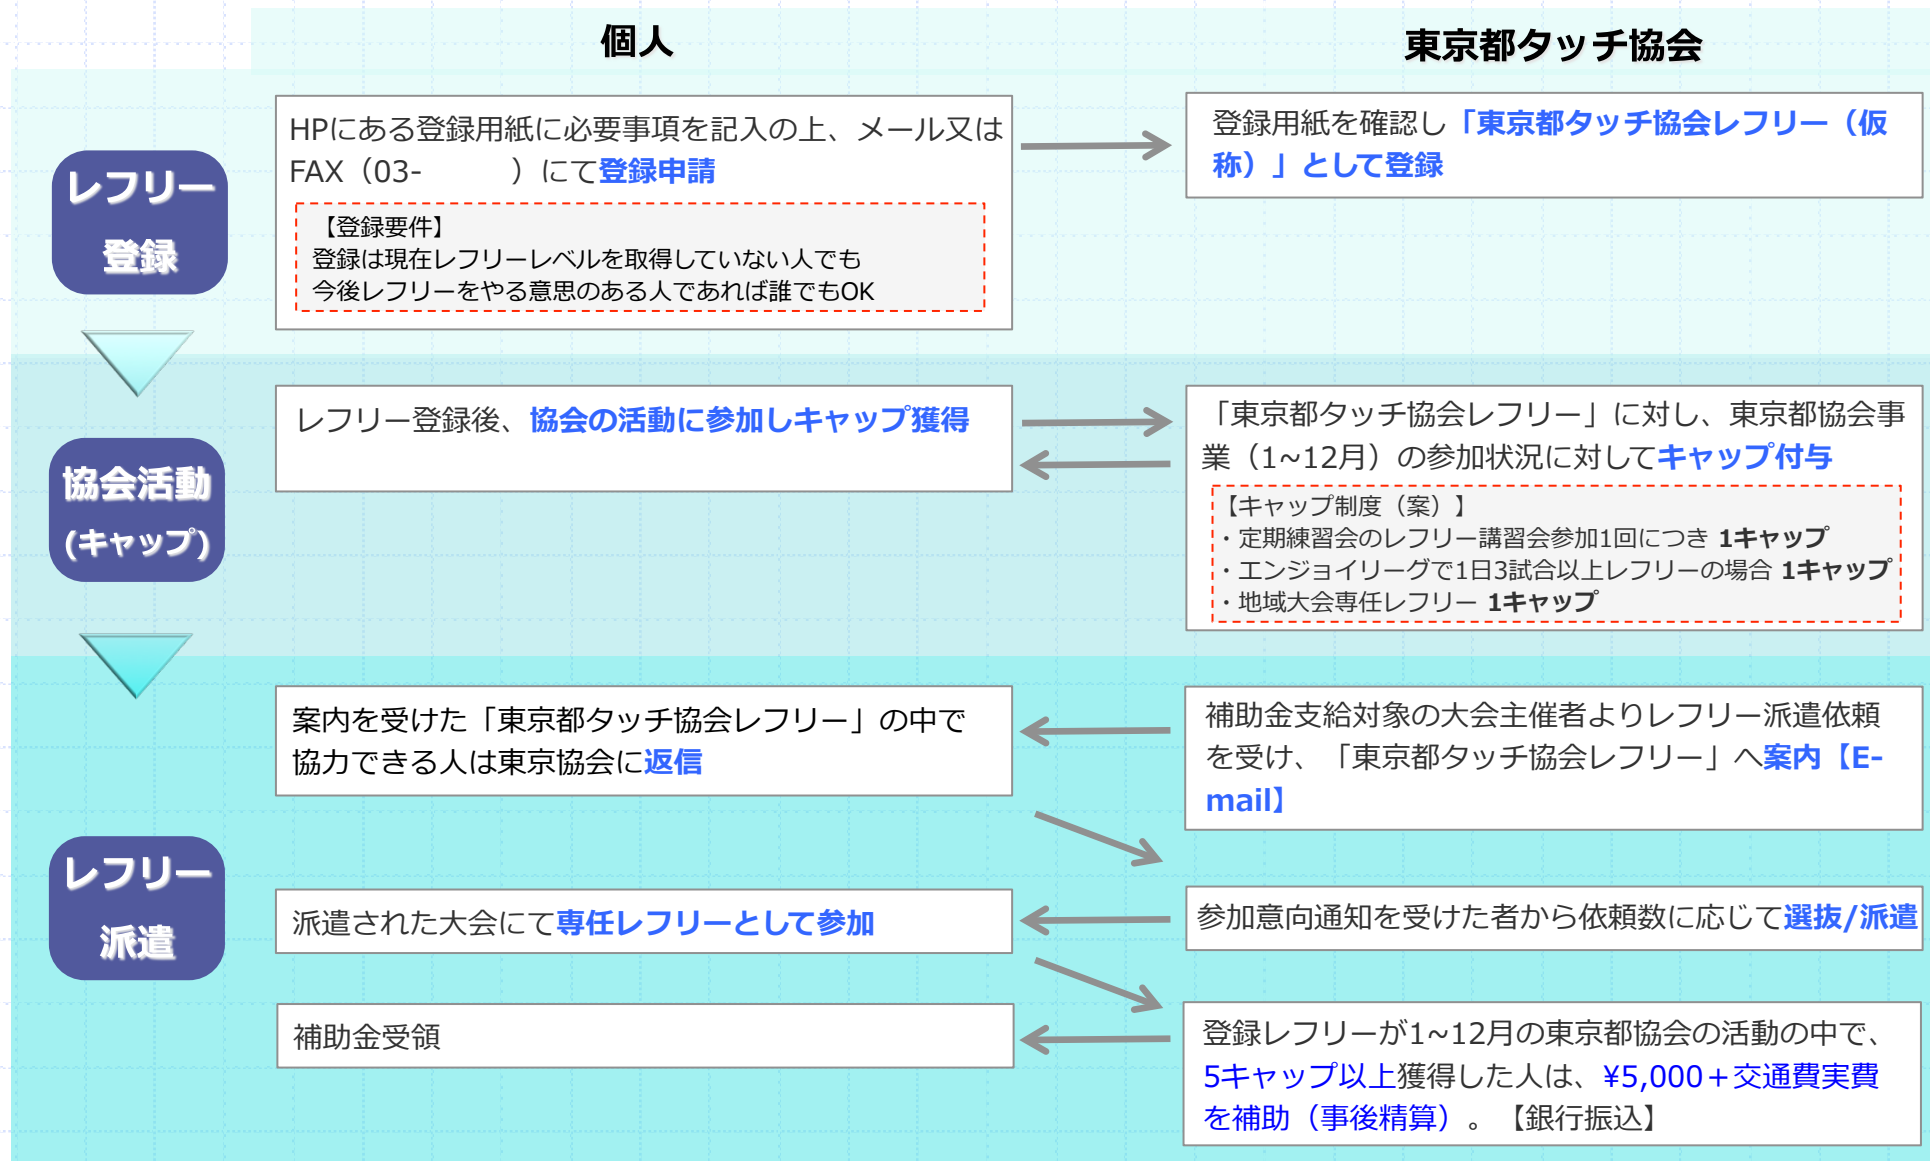 個人
東京都タッチ協会
レフリー
登録
HPにある登録用紙に必要事項を記入の上、メール又は
FAX（03-　　　）にて登録申請
【登録要件】
登録は現在レフリーレベルを取得していない人でも
今後レフリーをやる意思のある人であれば誰でもOK
登録用紙を確認し「東京都タッチ協会レフリー（仮
称）」として登録
協会活動
(キャップ)
レフリー登録後、協会の活動に参加しキャップ獲得
「東京都タッチ協会レフリー」に対し、東京都協会事
業（1~12月）の参加状況に対してキャップ付与
【キャップ制度（案）】
・定期練習会のレフリー講習会参加1回につき 1キャップ
・エンジョイリーグで1日3試合以上レフリーの場合 1キャップ
・地域大会専任レフリー 1キャップ
レフリー
派遣
案内を受けた「東京都タッチ協会レフリー」の中で
協力できる人は東京協会に返信
補助金支給対象の大会主催者よりレフリー派遣依頼
を受け、「東京都タッチ協会レフリー」へ案内【E-
mail】
派遣された大会にて専任レフリーとして参加
参加意向通知を受けた者から依頼数に応じて選抜/派遣
補助金受領
登録レフリーが1~12月の東京都協会の活動の中で、
5キャップ以上獲得した人は、¥5,000＋交通費実費
を補助（事後精算）。【銀行振込】